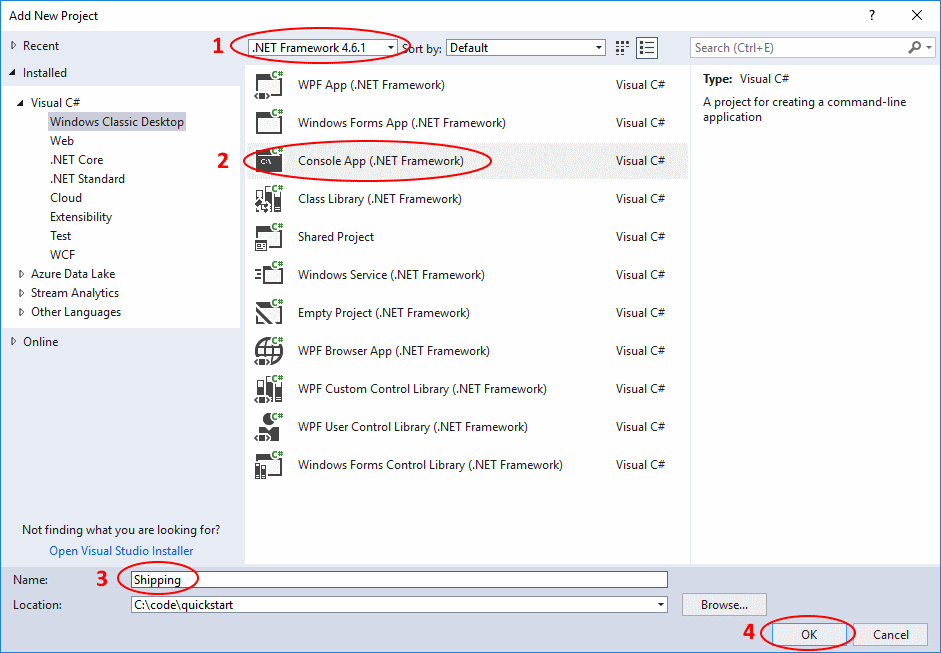 Add New Project
? 
Recent
1 .NET Framework 4.6.1 Sort by: Default
Search (Ctrl+E)
Installed
Visual C#
Windows Classic Desktop
Web
.NET Core
.NET Standard
Cloud
Extensibility
Test
WCF
Azure Data Lake
Stream Analytics
Other Languages
Online
Not finding what you are looking for?
Open Visual Studio Installer
C# WPF App (.NET Framework) Visual C#
C# Windows Forms App (.NET Framework) Visual C#
2 C# C:\ Console App (.NET Framework) Visual C#
C# Class Library (.NET Framework) Visual C#
C# Shared Project Visual C#
C# Windows Service (.NET Framework) Visual C#
C# Empty Project (.NET Framework) Visual C#
C# WPF Browser App (.NET Framework) Visual C#
C# WPF Custom Control Library (.NET Framework) Visual C#
C# WPF User Control Library (.NET Framework) Visual C#
C# Windows Forms Control Library (.NET Framework) Visual C#
Type: Visual C#
A project for creating a command-line
application
Name: 3 Shipping
Location: C:\code\quickstart Browse...
4 OK Cancel